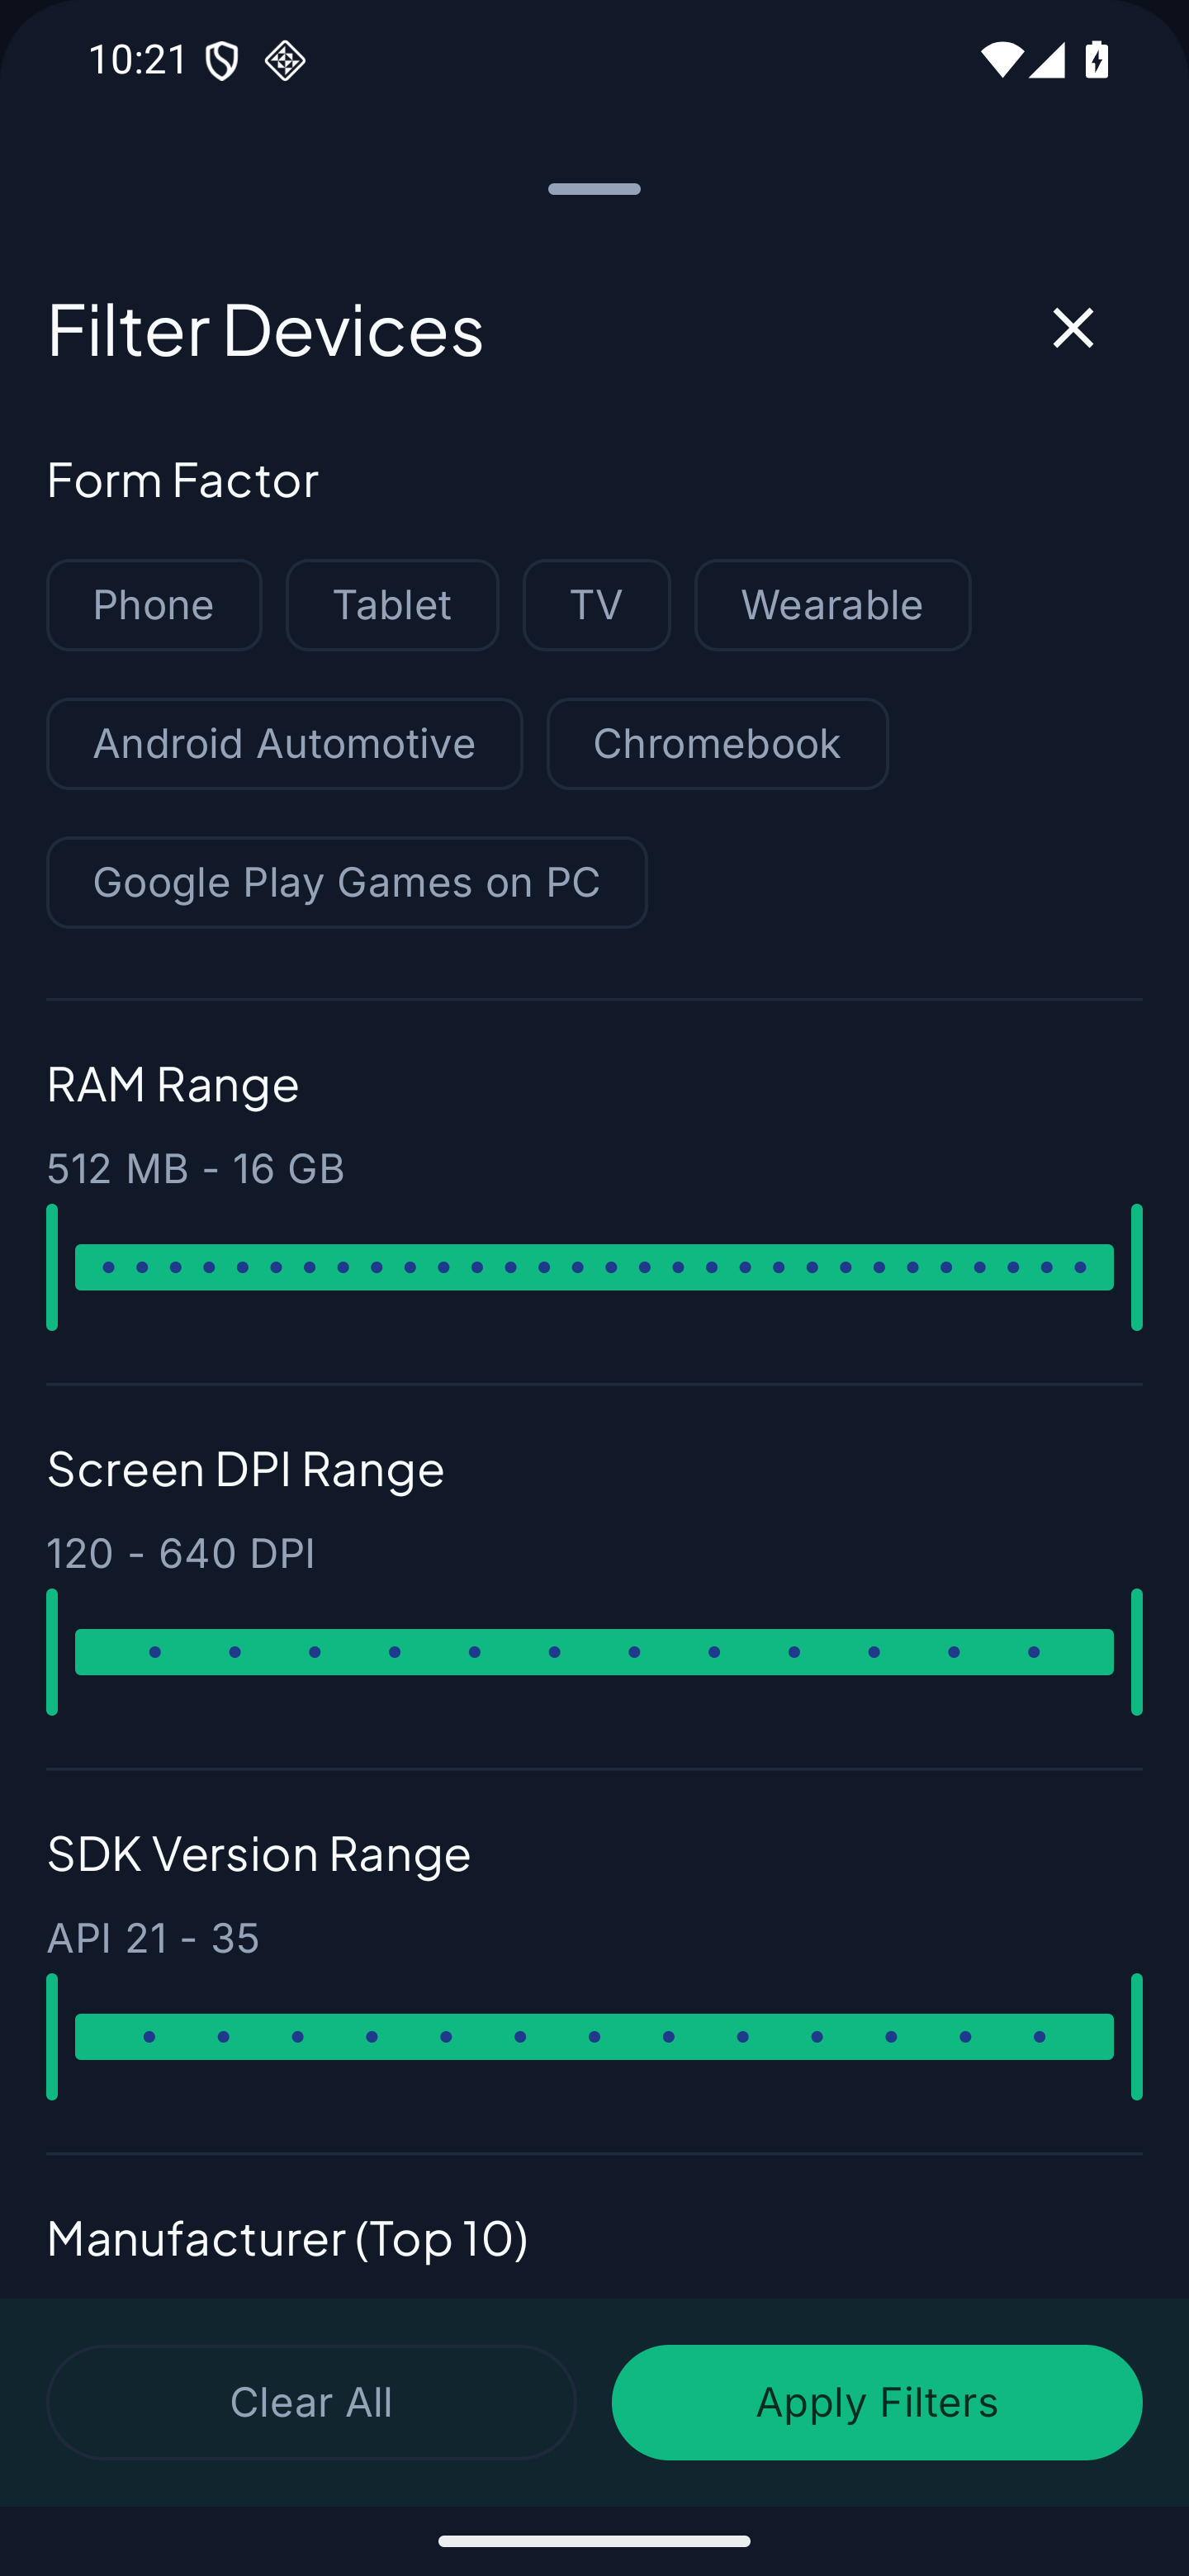 10:21
Filter Devices
Form Factor
Phone Tablet TV Wearable
Android Automotive Chromebook
Google Play Games on PC
RAM Range
512 MB - 16 GB
Screen DPI Range
120 - 640 DPI
SDK Version Range
API 21 - 35
Manufacturer (Top 10)
Clear All Apply Filters